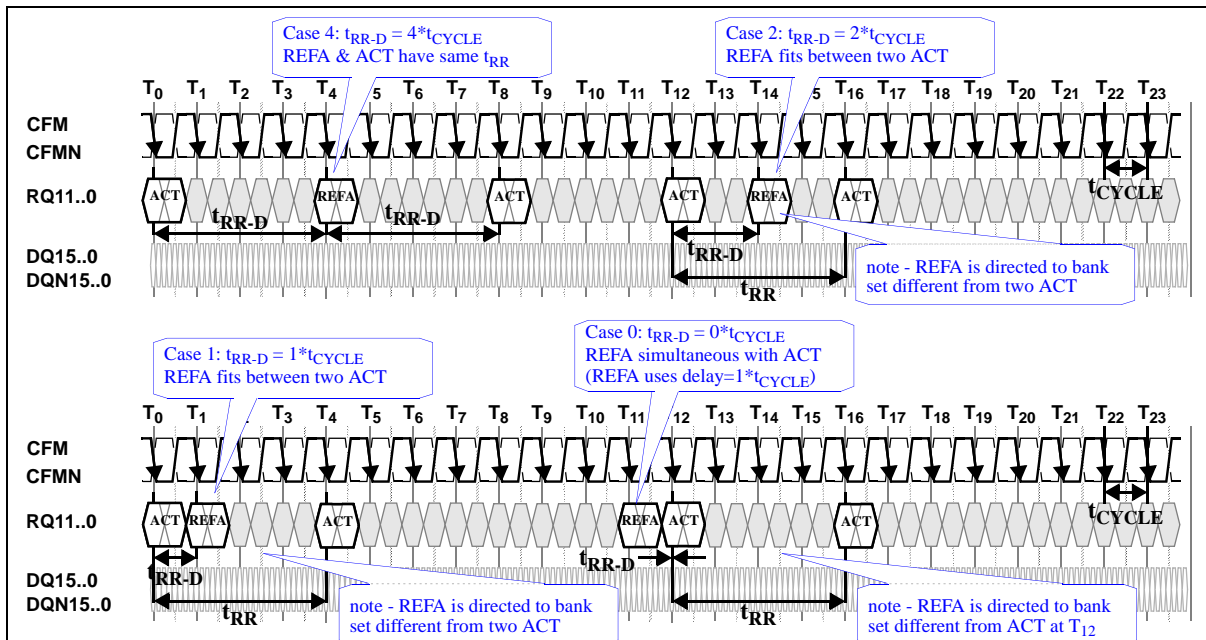 Case 4: tRR-D = 4*tCYCLE
REFA & ACT have same tRR
Case 2: tRR-D = 2*tCYCLE
REFA fits between two ACT
T0 T1 T2 T3 T4 5 T6 T7 T8 T9 T10 T11 T12 T13 T14 5 T16 T17 T18 T19 T20 T21 T22 T23
CFM
CFMN
RQ11..0 ACT REFA ACT ACT REFA ACT
tCYCLE
tRR-D tRR-D
tRR-D
DQ15..0
DQN15..0
tRR
note - REFA is directed to bank
set different from two ACT
Case 1: tRR-D = 1*tCYCLE
REFA fits between two ACT
Case 0: tRR-D = 0*tCYCLE
REFA simultaneous with ACT
(REFA uses delay=1*tCYCLE)
T0 T1 T3 T4 T5 T6 T7 T8 T9 T10 T11 12 T13 T14 T15 T16 T17 T18 T19 T20 T21 T22 T23
CFM
CFMN
RQ11..0 ACT REFA ACT REFA ACT ACT
tCYCLE
tRR-D tRR-D
DQ15..0
DQN15..0
tRR tRR
note - REFA is directed to bank
set different from two ACT
note - REFA is directed to bank
set different from ACT at T12